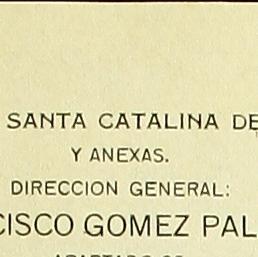 SANTA CATALINA DE
Y ANEXAS.
DIRECCION GENERAL:
CISCO GOMEZ PAL